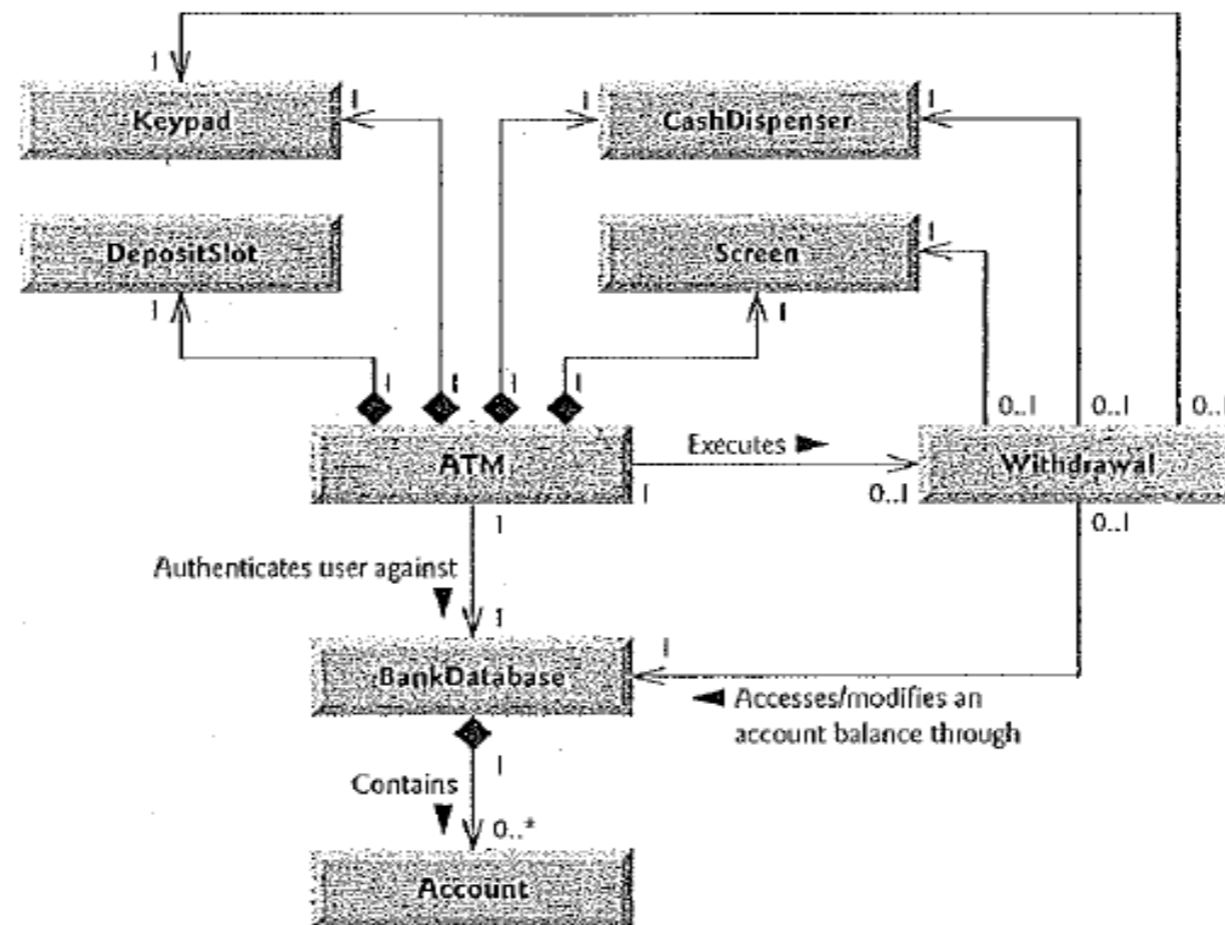 1
Keypad
1
1
CashDispenser
1
DepositSlot
1
Screen
1
1
1
1
1
1
1
0..1
0..1
0..1
ATM
Executes
Withdrawal
1
0..1
0..1
1
Authenticates user against
1
BankDatabase
1
Accesses/modifies an
account balance through
1
Contains
0..*
Account